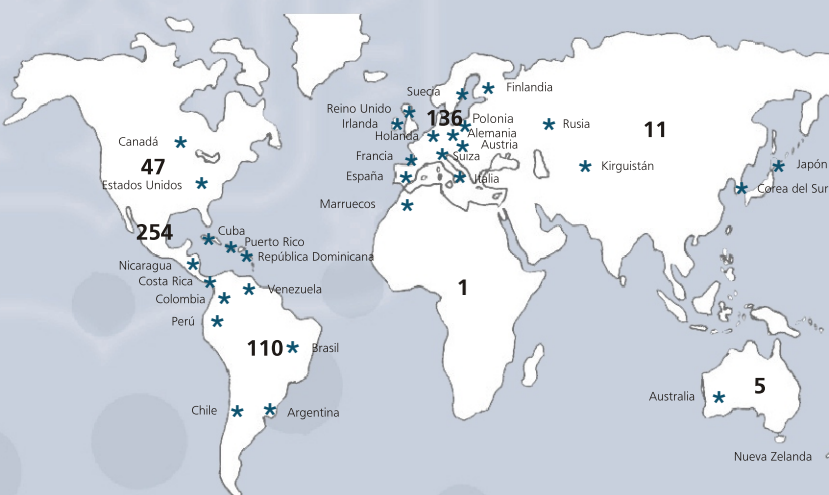 Suecia
Finlandia
Reino Unido
136
Polonia
Irlanda
Rusia
11
Holanda
Alemania
Canadá
Austria
Francia
Suiza
47
Kirguistán
Japón
España
Italia
Estados Unidos
Corea del Sur
Marruecos
254
Cuba
Puerto Rico
República Dominicana
Nicaragua
Costa Rica
Venezuela
1
Colombia
Perú
110
Brasil
5
Australia
Chile
Argentina
Nueva Zelanda